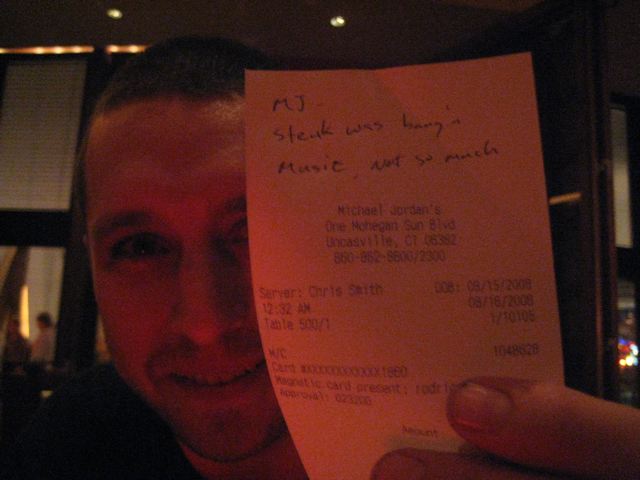 MJ-
Steak was bang'n
Music, not so much
Michael Jordan's
One Mohegan Sun Blvd
Uncasville, CT 06382
860-862-8600/2300
Server: Chris Smith DOB: 08/15/2008
12:32 AM 08/16/2008
Table 500/1 1/10105
M/C 1048628
Card #XXXXXXXXXXXX1860
Magnetic card present:
Approval: 023200
Amount